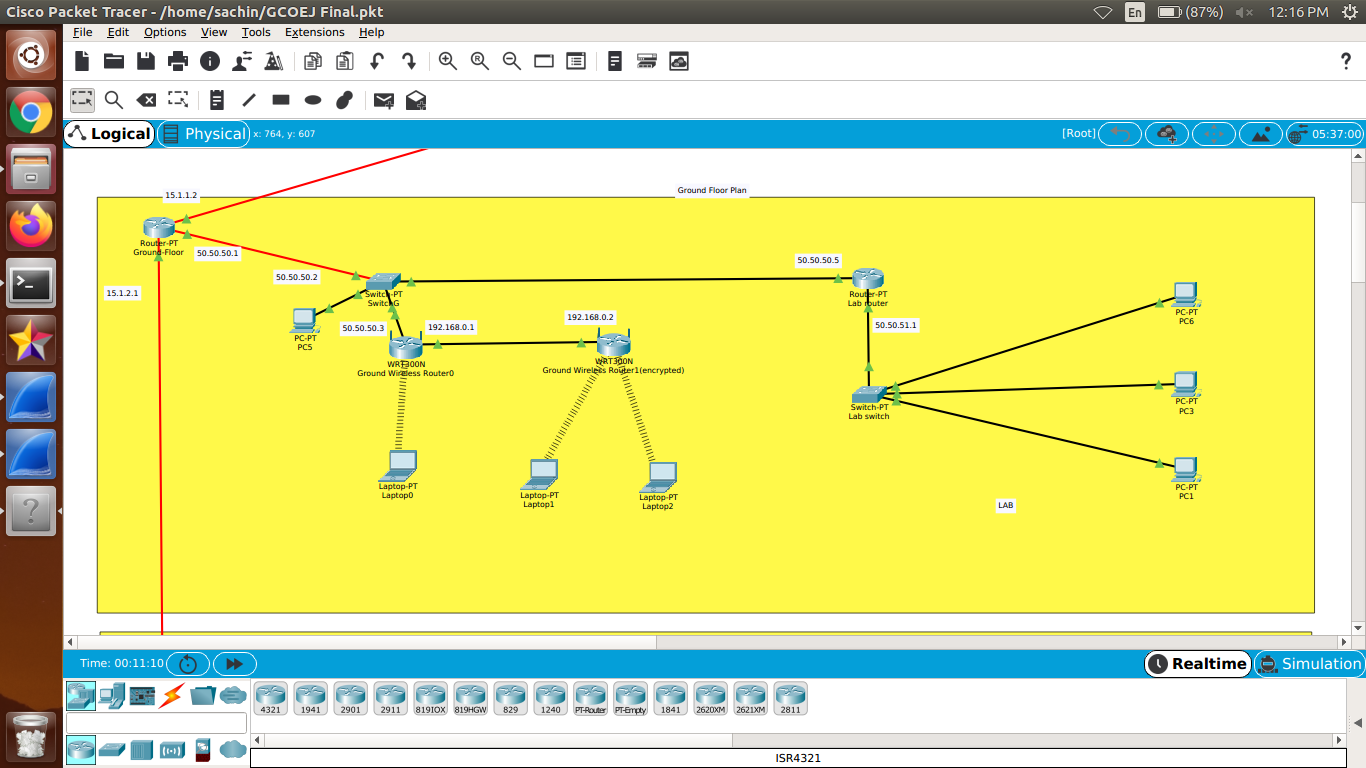 Cisco Packet Tracer - /home/sachin/GCOEJ Final.pkt
En (87%) 12:16 PM
File Edit Options View Tools Extensions Help
?
Logical Physical x: 764, y: 607 [Root] 05:37:00
Ground Floor Plan
15.1.1.2
Router-PT
Ground-Floor
50.50.50.1
15.1.2.1
50.50.50.2
Switch-PT
SwitchG
PC-PT
PC5
50.50.50.3
192.168.0.1
WRT300N
Ground Wireless Router0
192.168.0.2
WRT300N
Ground Wireless Router1(encrypted)
Laptop-PT
Laptop0
Laptop-PT
Laptop1
Laptop-PT
Laptop2
50.50.50.5
Router-PT
Lab router
50.50.51.1
Switch-PT
Lab switch
PC-PT
PC6
PC-PT
PC3
PC-PT
PC1
LAB
Time: 00:11:10 Realtime Simulation
4321 1941 2901 2911 819IOX 819HGW 829 1240 PT-Router PT-Empty 1841 2620XM 2621XM 2811
ISR4321